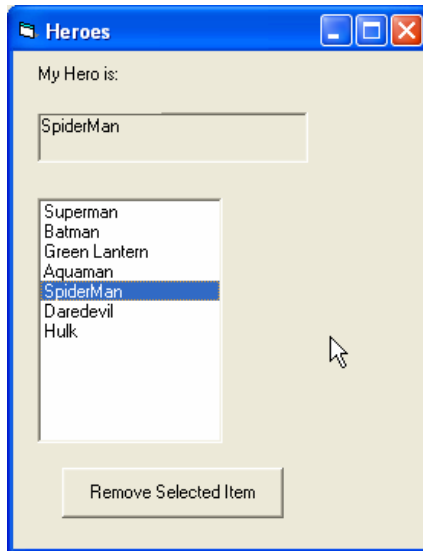 Heroes
My Hero is:
SpiderMan
Superman
Batman
Green Lantern
Aquaman
SpiderMan
Daredevil
Hulk
Remove Selected Item